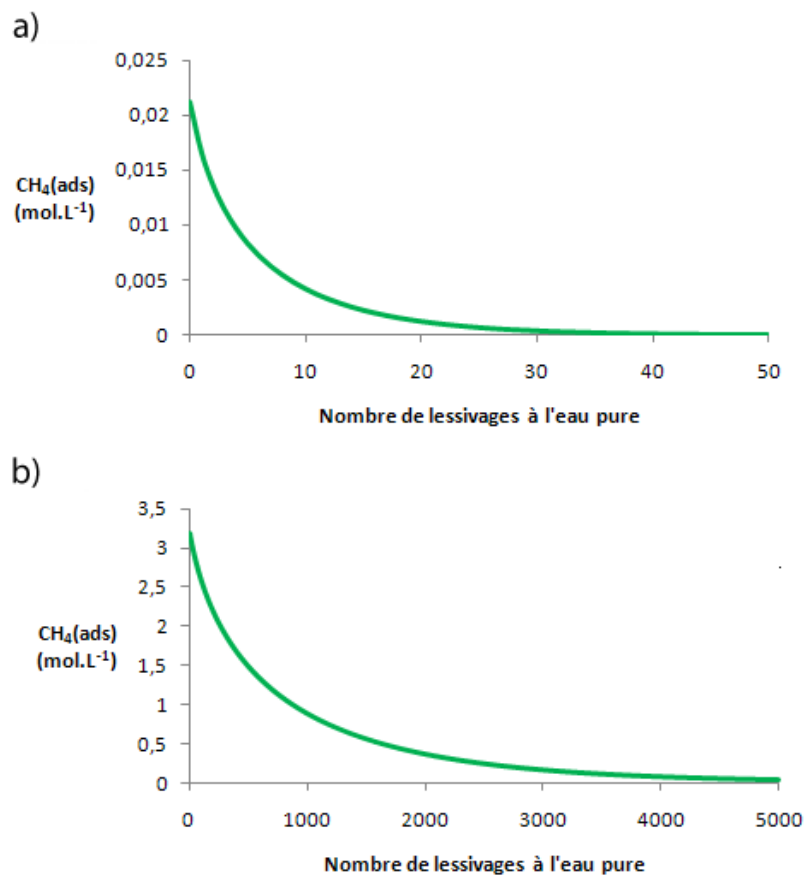 a)
0,025
0,02
0,015
0,01
0,005
0
CH₄(ads)
(mol.L⁻¹)
0 10 20 30 40 50
Nombre de lessivages à l'eau pure
b)
3,5
3
2,5
2
1,5
1
0,5
0
CH₄(ads)
(mol.L⁻¹)
0 1000 2000 3000 4000 5000
Nombre de lessivages à l'eau pure